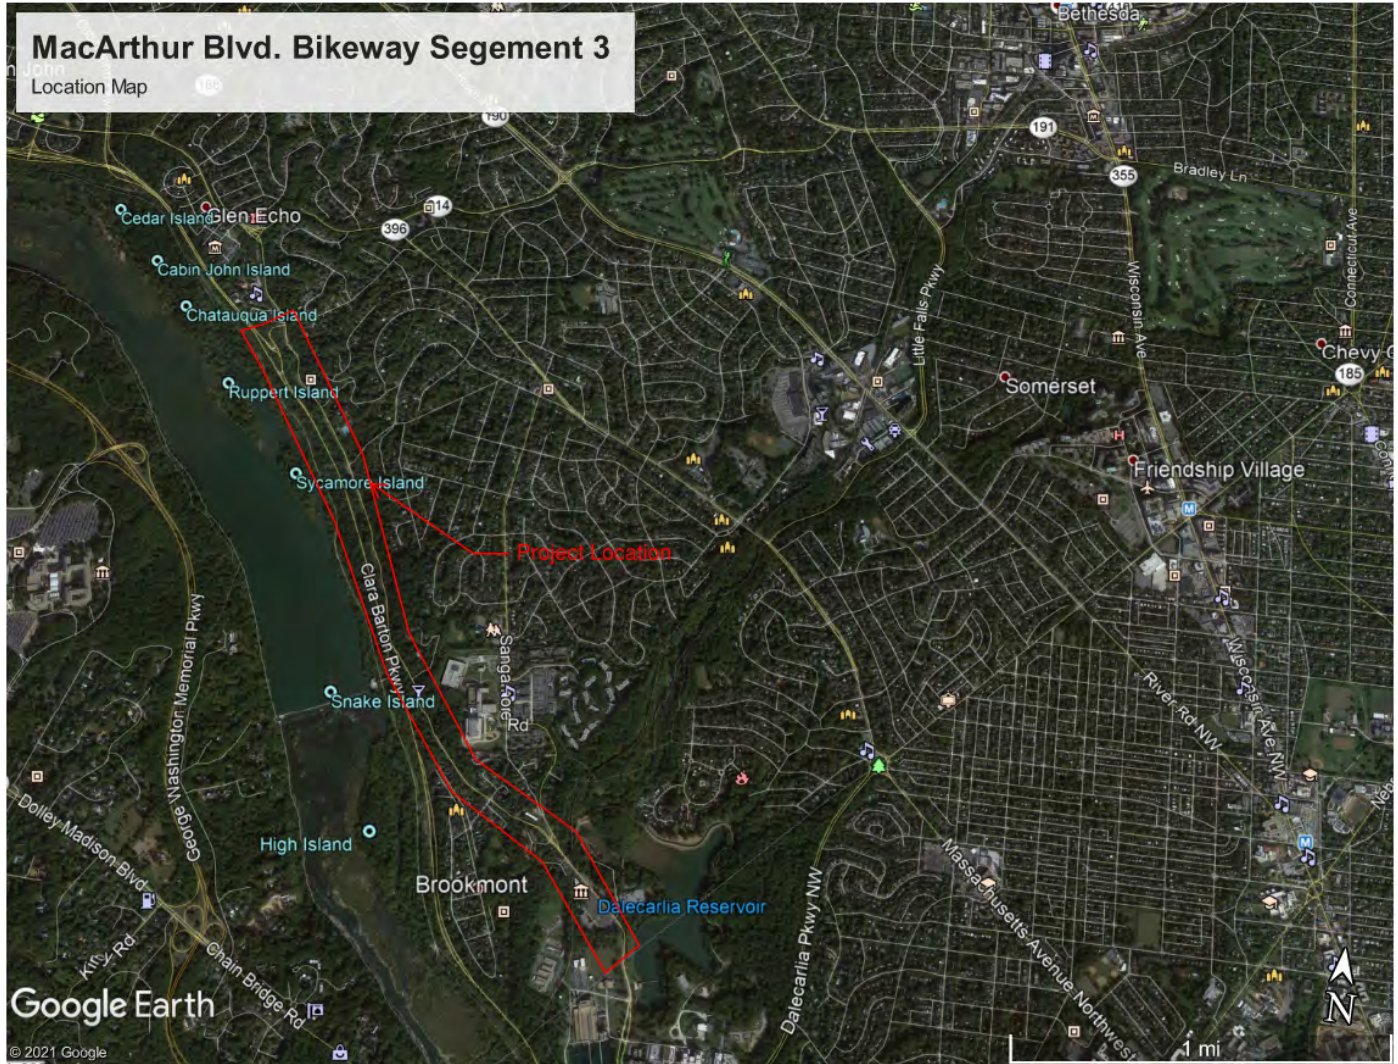 MacArthur Blvd. Bikeway Segement 3
Location Map
Bethesda
190
191
355
Bradley Ln
Cedar Island
Glen Echo
396
Cabin John Island
Connecticut Ave
Chatauqua Island
Little Falls Pkwy
Wisconsin Ave
Chevy
185
Ruppert Island
Somerset
Sycamore Island
Friendship Village
M
Project Location
Clara Barton Pkwy
George Washington Memorial Pkwy
Sangamore
Rd
Snake Island
River Rd NW
Wisconsin Ave NW
Dolley Madison Blvd
High Island
M
Brookmont
Dalecarlia Reservoir
Dalecarlia Pkwy NW
Massachusetts Avenue Northwest
Kirby Rd
Chain Bridge Rd
N
Google Earth
© 2021 Google
1 mi